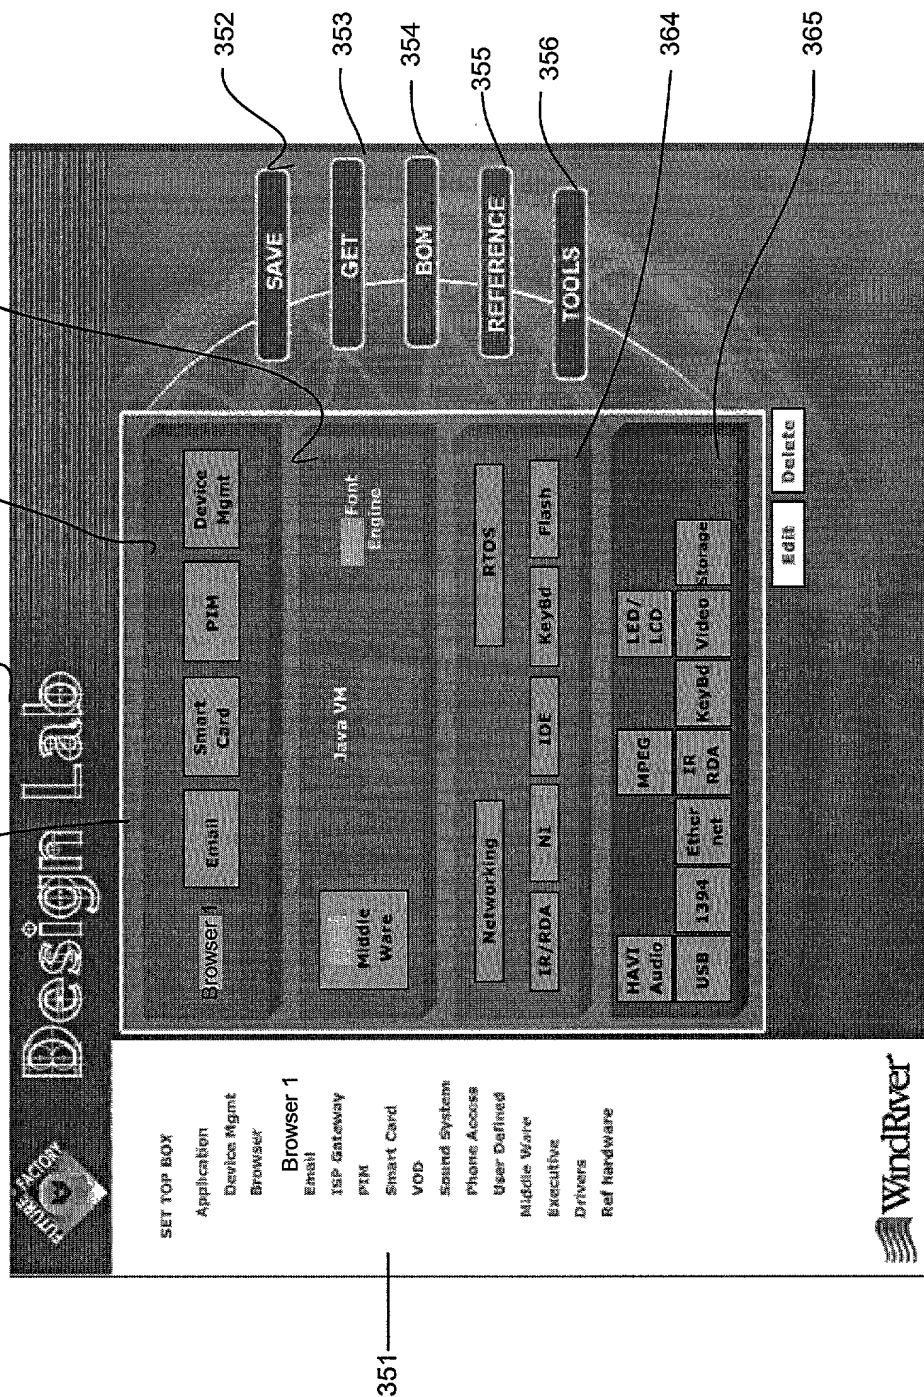 FUTURE FACTORY
A
Design Lab
SET TOP BOX
Application
Device Mgmt
Browser
Browser 1
Email
ISP Gateway
PIM
Smart Card
VOD
Sound System
Phone Access
User Defined
Middle Ware
Executive
Drivers
Ref hardware
WindRiver
351
Browser 1
Email
Smart
Card
PIM
Device
Mgmt
Middle
Ware
Java VM
Font
Engine
Networking
RTOS
IR/RDA
NI
IDE
KeyBd
Flash
HAVI
Audio
MPEG
LED/
LCD
USB
1394
Ether
net
IR
RDA
KeyBd
Video
Storage
Edit
Delete
SAVE
GET
BOM
REFERENCE
TOOLS
352
353
354
355
356
364
365